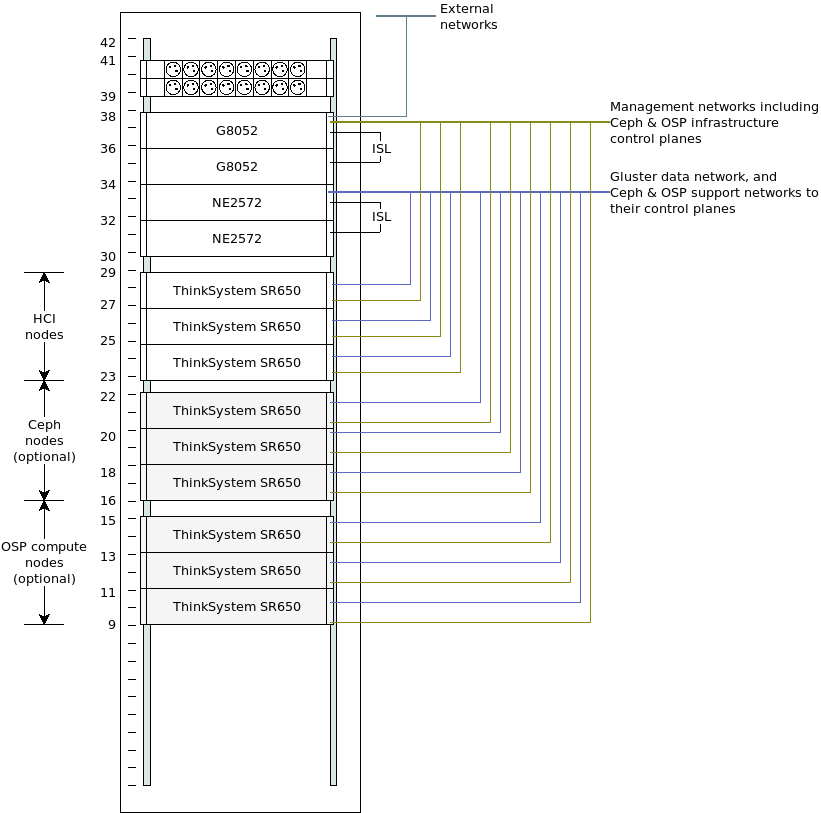 External
networks
42
41
39
38
Management networks including
Ceph & OSP infrastructure
control planes
G8052
ISL
36
G8052
34
Gluster data network, and
Ceph & OSP support networks to
their control planes
NE2572
ISL
32
NE2572
30
29
ThinkSystem SR650
27
HCI
nodes
ThinkSystem SR650
25
ThinkSystem SR650
23
22
ThinkSystem SR650
Ceph
nodes
(optional)
20
ThinkSystem SR650
18
ThinkSystem SR650
16
15
ThinkSystem SR650
OSP compute
nodes
(optional)
13
ThinkSystem SR650
11
ThinkSystem SR650
9